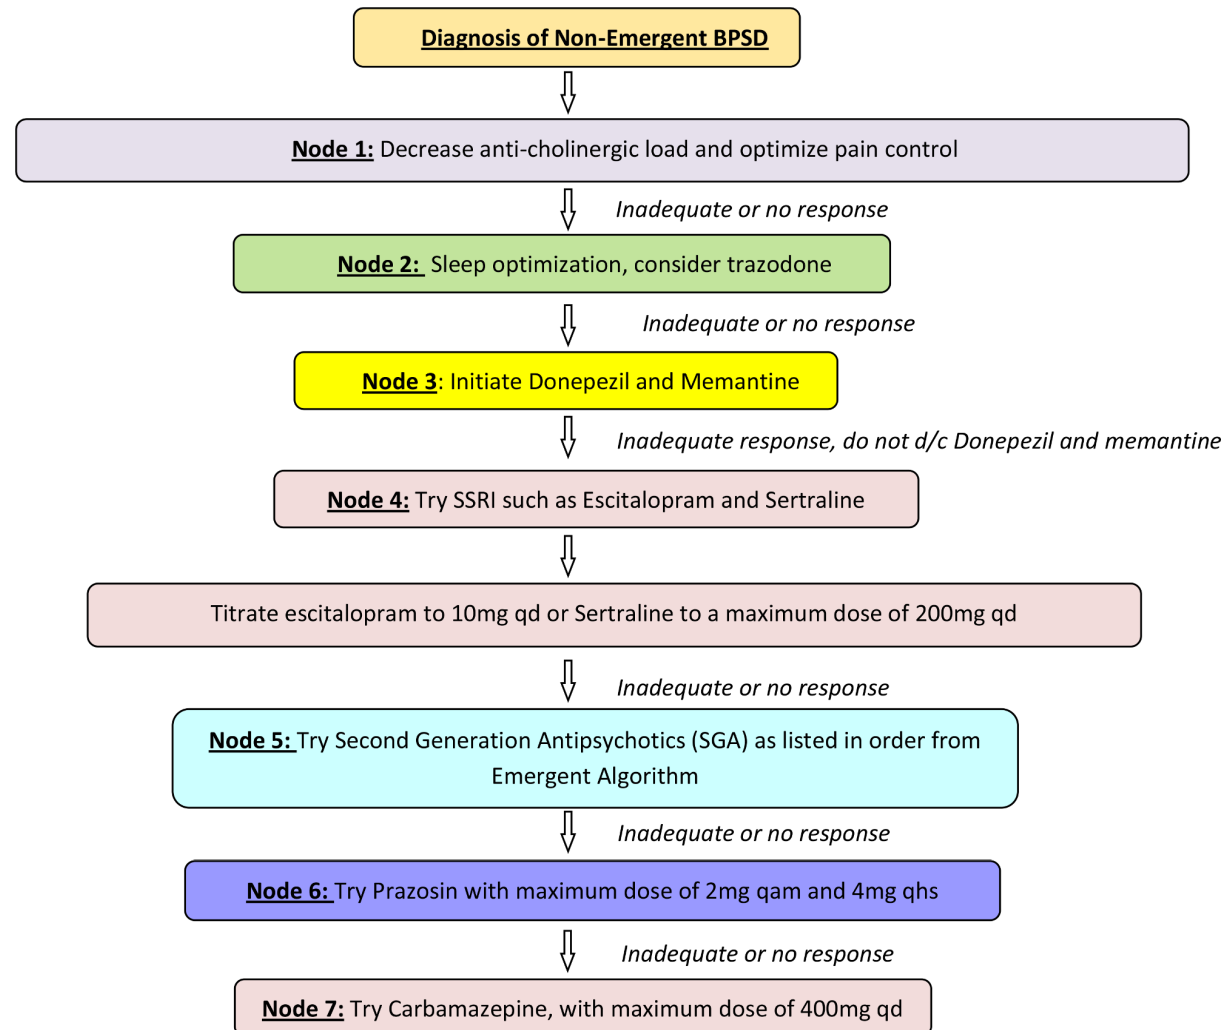 Diagnosis of Non-Emergent BPSD
Node 1: Decrease anti-cholinergic load and optimize pain control
Inadequate or no response
Node 2: Sleep optimization, consider trazodone
Inadequate or no response
Node 3: Initiate Donepezil and Memantine
Inadequate response, do not d/c Donepezil and memantine
Node 4: Try SSRI such as Escitalopram and Sertraline
Titrate escitalopram to 10mg qd or Sertraline to a maximum dose of 200mg qd
Inadequate or no response
Node 5: Try Second Generation Antipsychotics (SGA) as listed in order from
Emergent Algorithm
Inadequate or no response
Node 6: Try Prazosin with maximum dose of 2mg qam and 4mg qhs
Inadequate or no response
Node 7: Try Carbamazepine, with maximum dose of 400mg qd